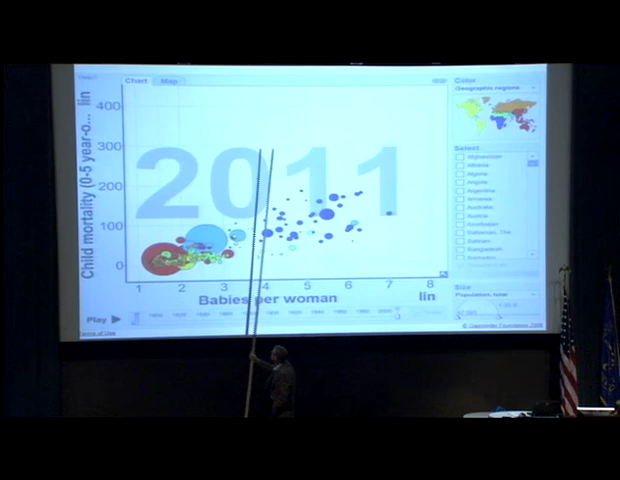 Chart Map
Color
Geographic regions
Child mortality (0-5 year-o... lin
400
300
200
100
0
2011
Select
Afghanistan
Albania
Algeria
Angola
Argentina
Armenia
Australia
Austria
Azerbaijan
Bahamas, The
Bahrain
Bangladesh
1 2 3 4 5 6 7 8
Babies per woman lin
Size
Population, total
Play
Terms of Use
© Gapminder Foundation